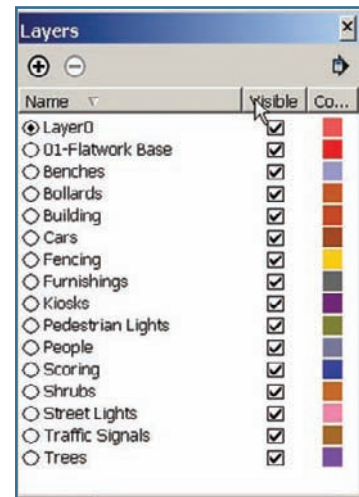 Layers
Name Visible Co...
Layer0
01-Flatwork Base
Benches
Bollards
Building
Cars
Fencing
Furnishings
Kiosks
Pedestrian Lights
People
Scoring
Shrubs
Street Lights
Traffic Signals
Trees